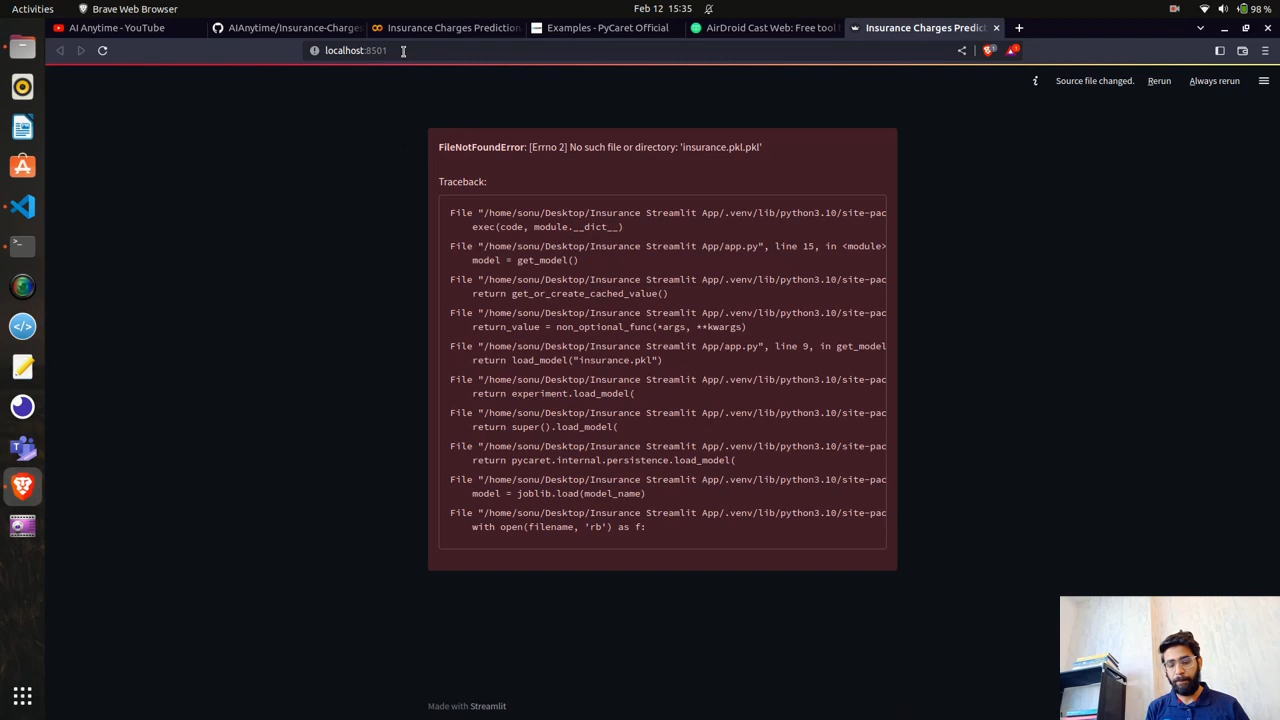 Activities
Brave Web Browser
Feb 12 15:35
98 %
AI Anytime - YouTube
AIAnytime/Insurance-Charges
Insurance Charges Prediction
Examples - PyCaret Official
AirDroid Cast Web: Free tool
Insurance Charges Predicti
localhost:8501
Source file changed.
Rerun
Always rerun
FileNotFoundError: [Errno 2] No such file or directory: 'insurance.pkl.pkl'
Traceback:
File "/home/sonu/Desktop/Insurance Streamlit App/.venv/lib/python3.10/site-pac
exec(code, module.__dict__)
File "/home/sonu/Desktop/Insurance Streamlit App/app.py", line 15, in <module>
model = get_model()
File "/home/sonu/Desktop/Insurance Streamlit App/.venv/lib/python3.10/site-pac
return get_or_create_cached_value()
File "/home/sonu/Desktop/Insurance Streamlit App/.venv/lib/python3.10/site-pac
return_value = non_optional_func(*args, **kwargs)
File "/home/sonu/Desktop/Insurance Streamlit App/app.py", line 9, in get_model
return load_model("insurance.pkl")
File "/home/sonu/Desktop/Insurance Streamlit App/.venv/lib/python3.10/site-pac
return experiment.load_model(
File "/home/sonu/Desktop/Insurance Streamlit App/.venv/lib/python3.10/site-pac
return super().load_model(
File "/home/sonu/Desktop/Insurance Streamlit App/.venv/lib/python3.10/site-pac
return pycaret.internal.persistence.load_model(
File "/home/sonu/Desktop/Insurance Streamlit App/.venv/lib/python3.10/site-pac
model = joblib.load(model_name)
File "/home/sonu/Desktop/Insurance Streamlit App/.venv/lib/python3.10/site-pac
with open(filename, 'rb') as f:
Made with Streamlit